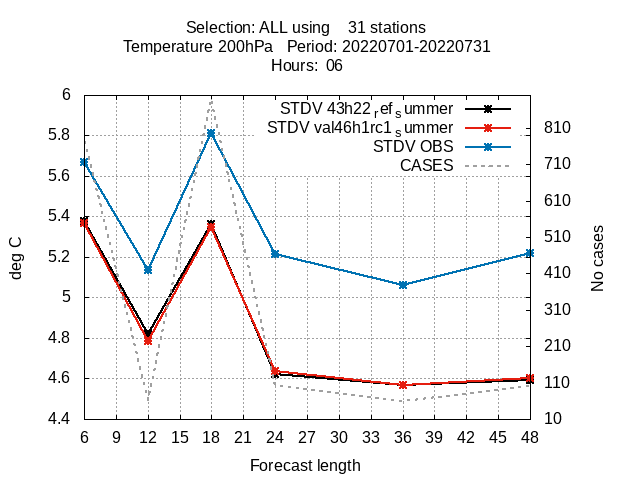 Selection: ALL using 31 stations
Temperature 200hPa Period: 20220701-20220731
Hours: 06
STDV 43h22refsummer
STDV val46h1rc1summer
STDV OBS
CASES
6
5.8
5.6
5.4
5.2
5
4.8
4.6
4.4
810
710
610
510
410
310
210
110
10
deg C
No cases
6 9 12 15 18 21 24 27 30 33 36 39 42 45 48
Forecast length